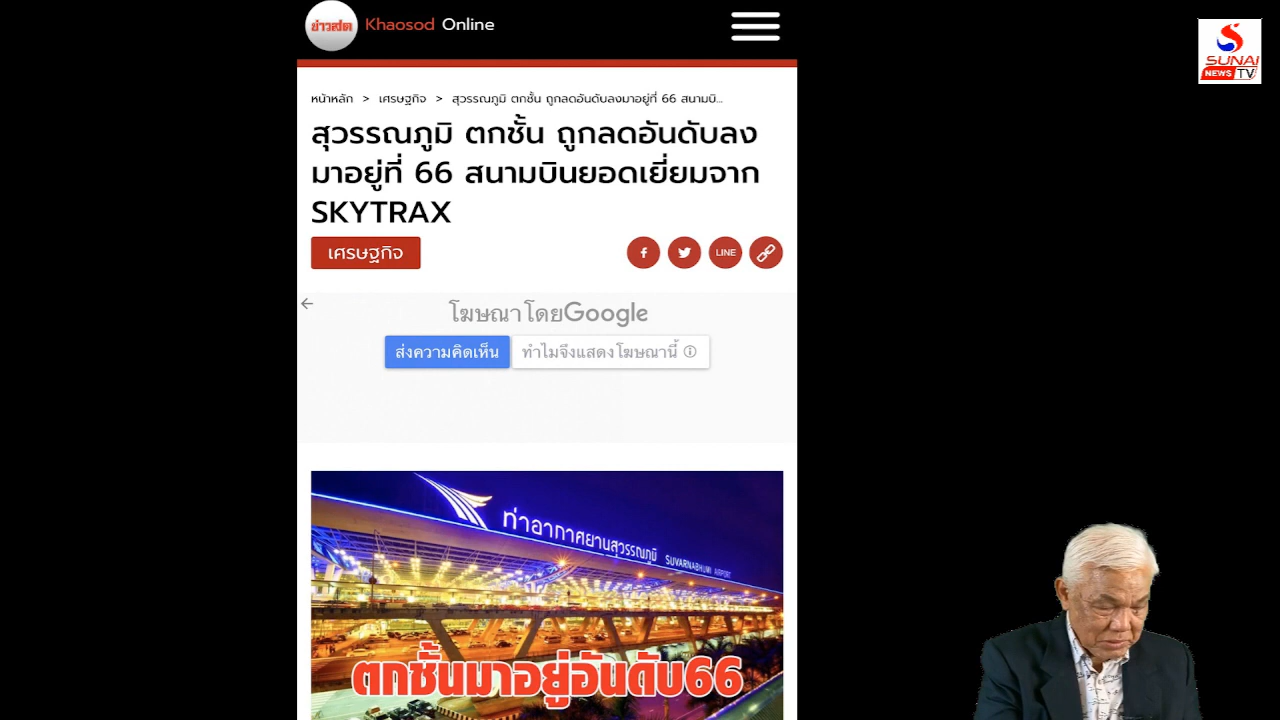 ข่าวสด Khaosod Online
SUNAI
NEWS TV
หน้าหลัก > เศรษฐกิจ > สุวรรณภูมิ ตกชั้น ถูกลดอันดับลงมาอยู่ที่ 66 สนามบิ...
สุวรรณภูมิ ตกชั้น ถูกลดอันดับลง
มาอยู่ที่ 66 สนามบินยอดเยี่ยมจาก
SKYTRAX
เศรษฐกิจ
LINE
โฆษณาโดยGoogle
ส่งความคิดเห็น ทำไมจึงแสดงโฆษณานี้
ท่าอากาศยานสุวรรณภูมิ SUVARNABHUMI AIRPORT
ตกชั้นมาอยู่อันดับ66